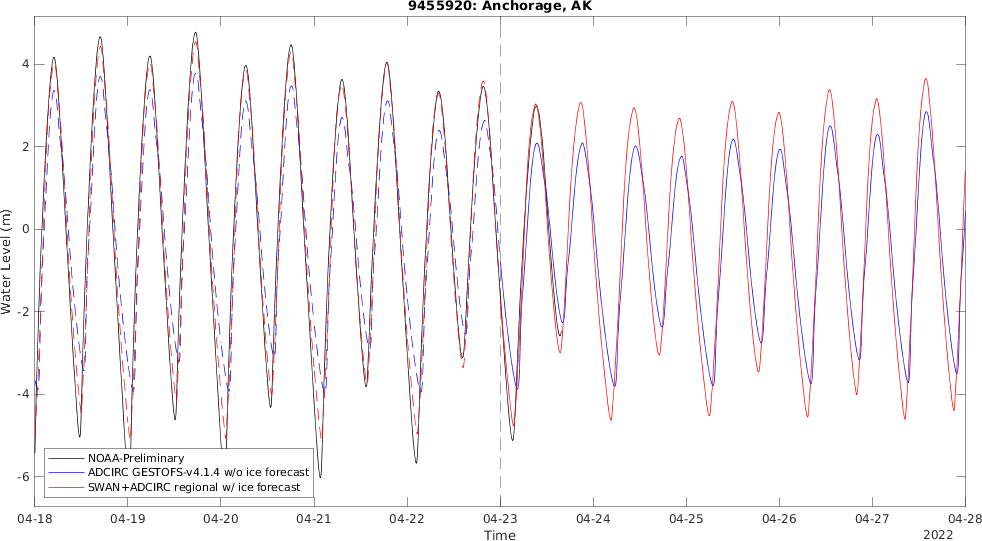 9455920: Anchorage, AK
Water Level (m)
4
2
0
-2
-4
-6
NOAA-Preliminary
ADCIRC GESTOFS-v4.1.4 w/o ice forecast
SWAN+ADCIRC regional w/ ice forecast
04-18 04-19 04-20 04-21 04-22 04-23 04-24 04-25 04-26 04-27 04-28
Time
2022